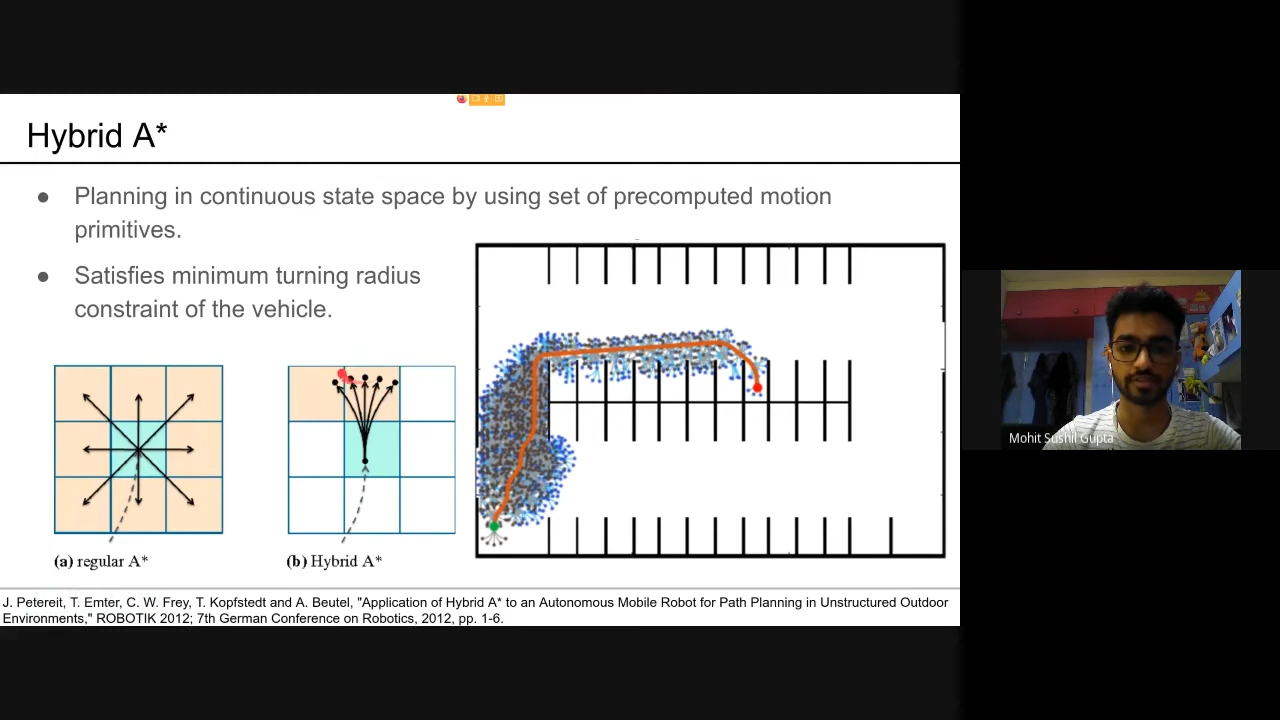 Hybrid A*
● Planning in continuous state space by using set of precomputed motion
primitives.
● Satisfies minimum turning radius
constraint of the vehicle.
(a) regular A*
(b) Hybrid A*
J. Petereit, T. Emter, C. W. Frey, T. Kopfstedt and A. Beutel, "Application of Hybrid A* to an Autonomous Mobile Robot for Path Planning in Unstructured Outdoor
Environments," ROBOTIK 2012; 7th German Conference on Robotics, 2012, pp. 1-6.
Mohit Sushil Gupta